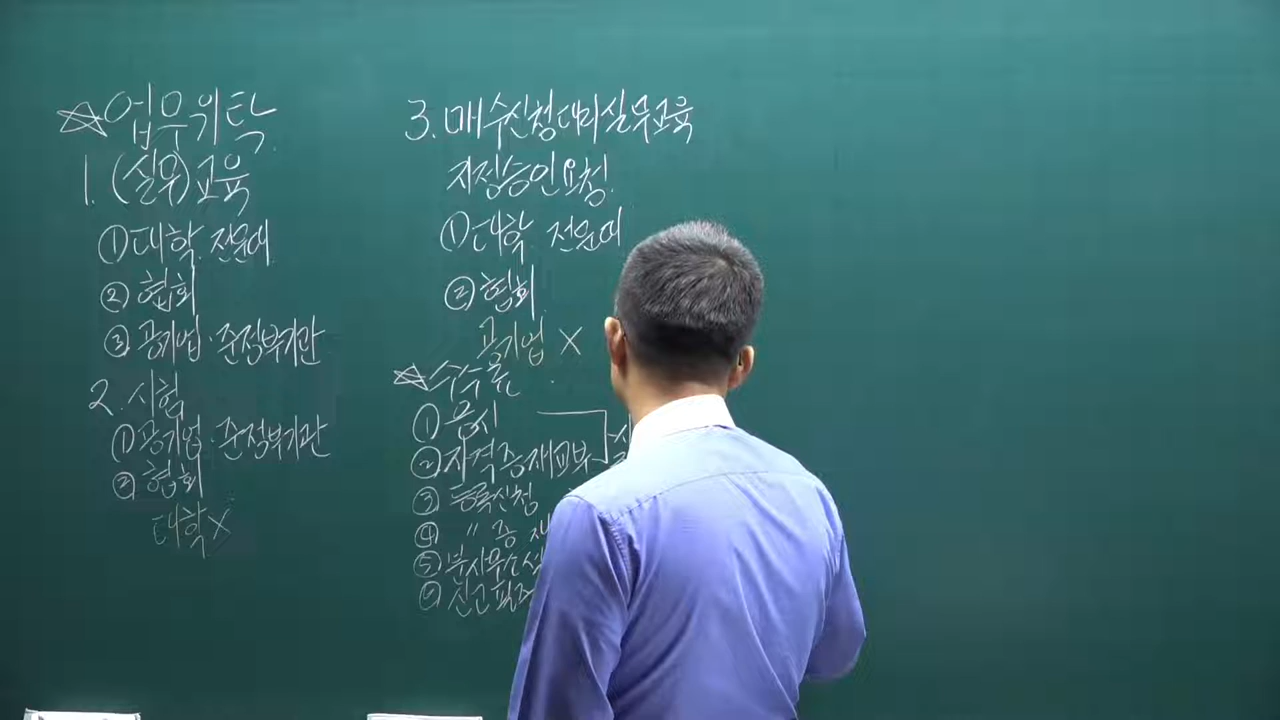 ☆업무위탁
1. (실무)교육
① 대학. 전문대
② 협회
③ 공기업·준정부기관
2. 시험
① 공기업·준정부기관
② 협회
대학 X
3. 매수신청대리실무교육
지정승인요청.
① 대학 전문대
② 협회
공기업 X
☆수수료
① 응시
② 자격증재교부
③ 등록신청
④ 〃 증 재
⑤ 분사무소설
⑥ 신고필